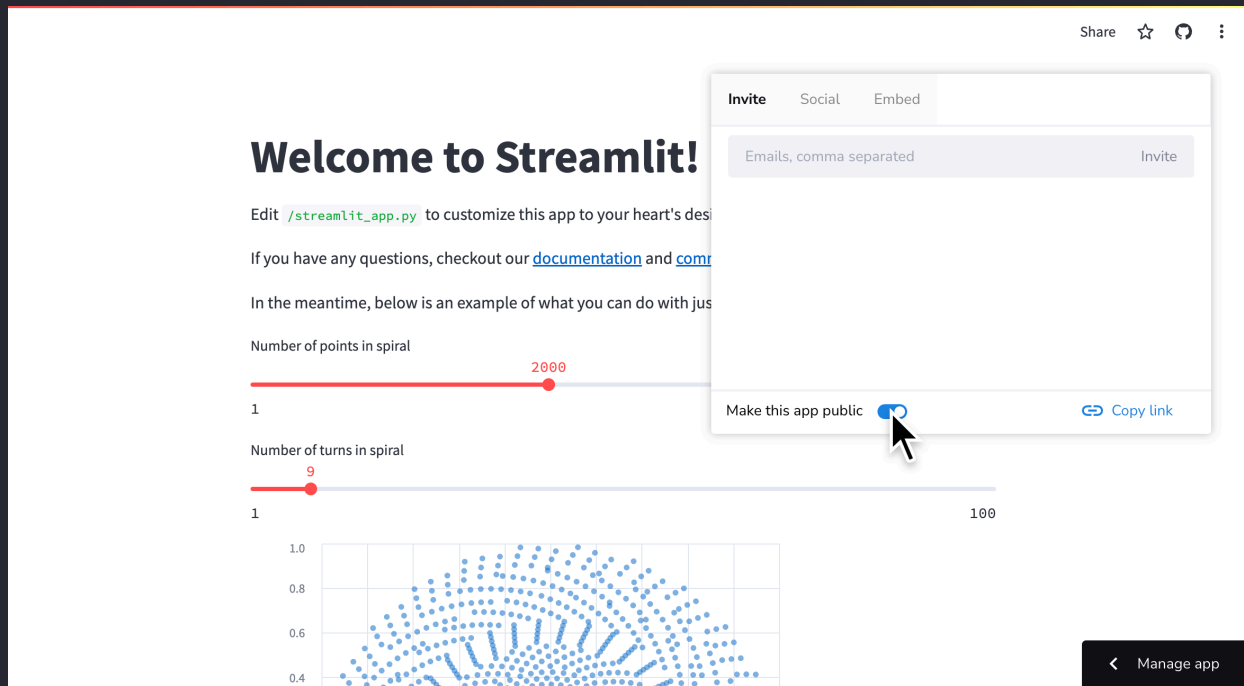 Share
Invite Social Embed
Emails, comma separated Invite
Make this app public Copy link
Welcome to Streamlit!
Edit /streamlit_app.py to customize this app to your heart's
If you have any questions, checkout our documentation and
In the meantime, below is an example of what you can do with
Number of points in spiral
2000
1
Number of turns in spiral
9
1 100
1.0
0.8
0.6
0.4
Manage app